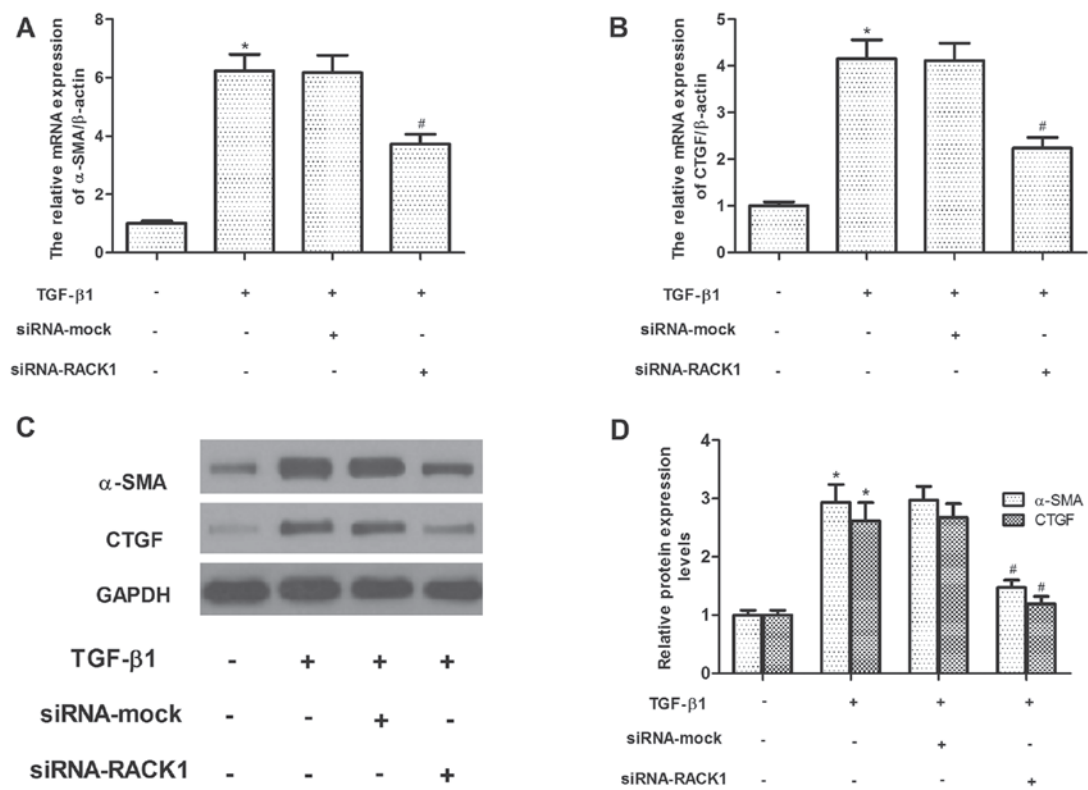 A
The relative mRNA expression
of α-SMA/β-actin
8
6
4
2
0
*
#
TGF-β1 - + + +
siRNA-mock - - + -
siRNA-RACK1 - - - +
B
The relative mRNA expression
of CTGF/β-actin
5
4
3
2
1
0
*
#
TGF-β1 - + + +
siRNA-mock - - + -
siRNA-RACK1 - - - +
C
α-SMA
CTGF
GAPDH
TGF-β1 - + + +
siRNA-mock - - + -
siRNA-RACK1 - - - +
D
Relative protein expression
levels
4
3
2
1
0
* *
# #
α-SMA
CTGF
TGF-β1 - + + +
siRNA-mock - - + -
siRNA-RACK1 - - - +